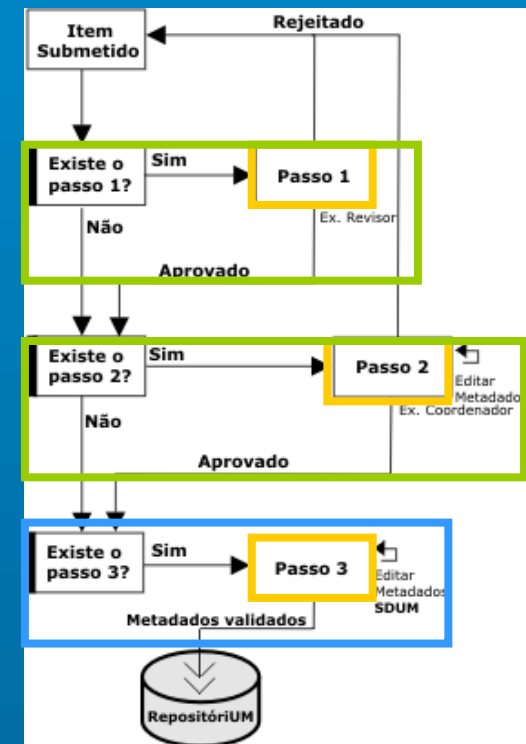 Item
Submetido
Rejeitado
Existe o
passo 1?
Sim
Passo 1
Ex. Revisor
Não
Aprovado
Existe o
passo 2?
Sim
Passo 2
Editar
Metadado
Ex. Coordenador
Não
Aprovado
Existe o
passo 3?
Sim
Passo 3
Editar
Metadados
SDUM
Metadados validados
RepositóriUM